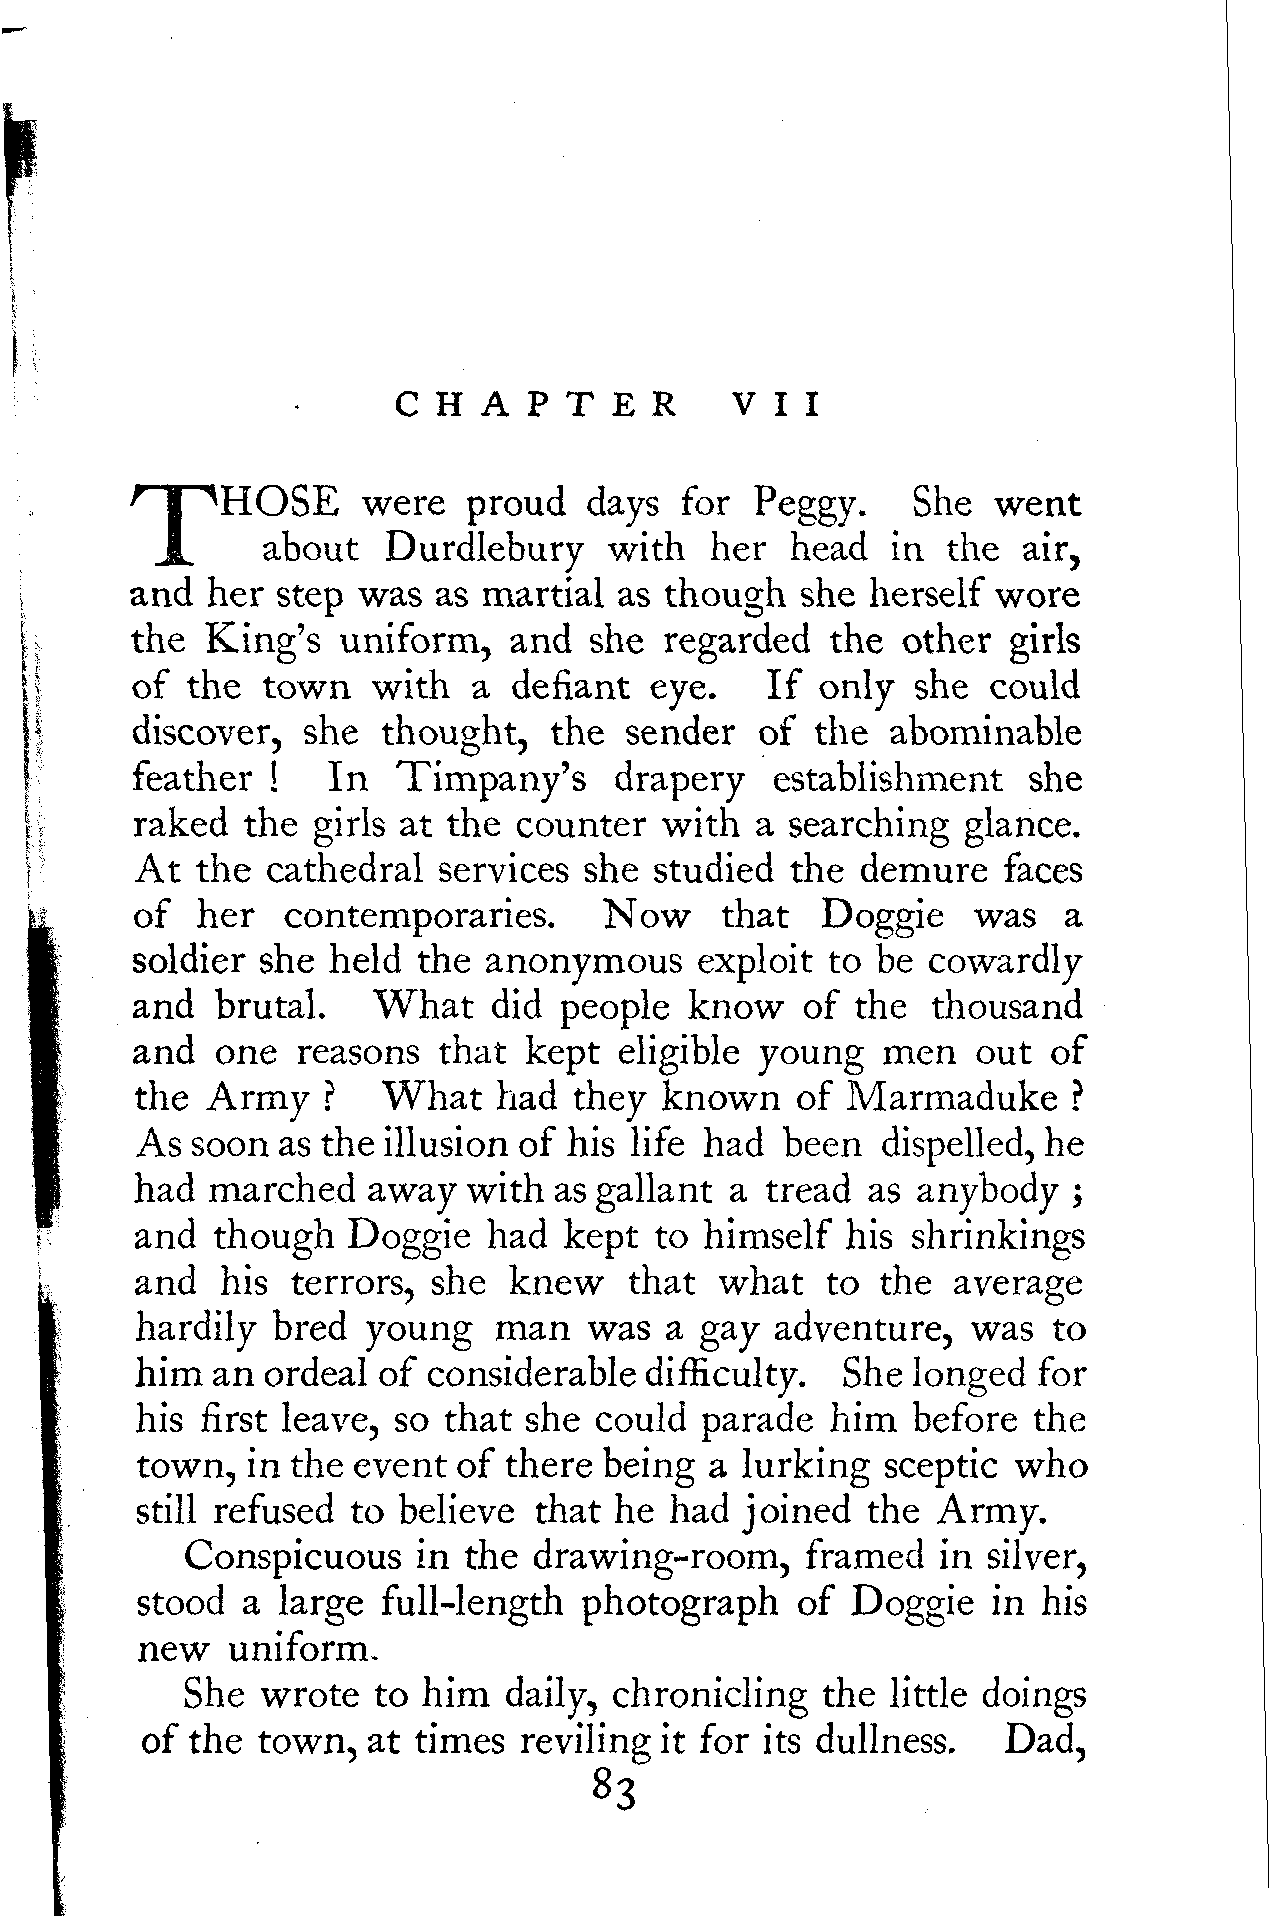 CHAPTER VII
THOSE were proud days for Peggy. She went
about Durdlebury with her head in the air,
and her step was as martial as though she herself wore
the King's uniform, and she regarded the other girls
of the town with a defiant eye. If only she could
discover, she thought, the sender of the abominable
feather ! In Timpany's drapery establishment she
raked the girls at the counter with a searching glance.
At the cathedral services she studied the demure faces
of her contemporaries. Now that Doggie was a
soldier she held the anonymous exploit to be cowardly
and brutal. What did people know of the thousand
and one reasons that kept eligible young men out of
the Army ? What had they known of Marmaduke ?
As soon as the illusion of his life had been dispelled, he
had marched away with as gallant a tread as anybody ;
and though Doggie had kept to himself his shrinkings
and his terrors, she knew that what to the average
hardily bred young man was a gay adventure, was to
him an ordeal of considerable difficulty. She longed for
his first leave, so that she could parade him before the
town, in the event of there being a lurking sceptic who
still refused to believe that he had joined the Army.
Conspicuous in the drawing-room, framed in silver,
stood a large full-length photograph of Doggie in his
new uniform.
She wrote to him daily, chronicling the little doings
of the town, at times reviling it for its dullness. Dad,
83